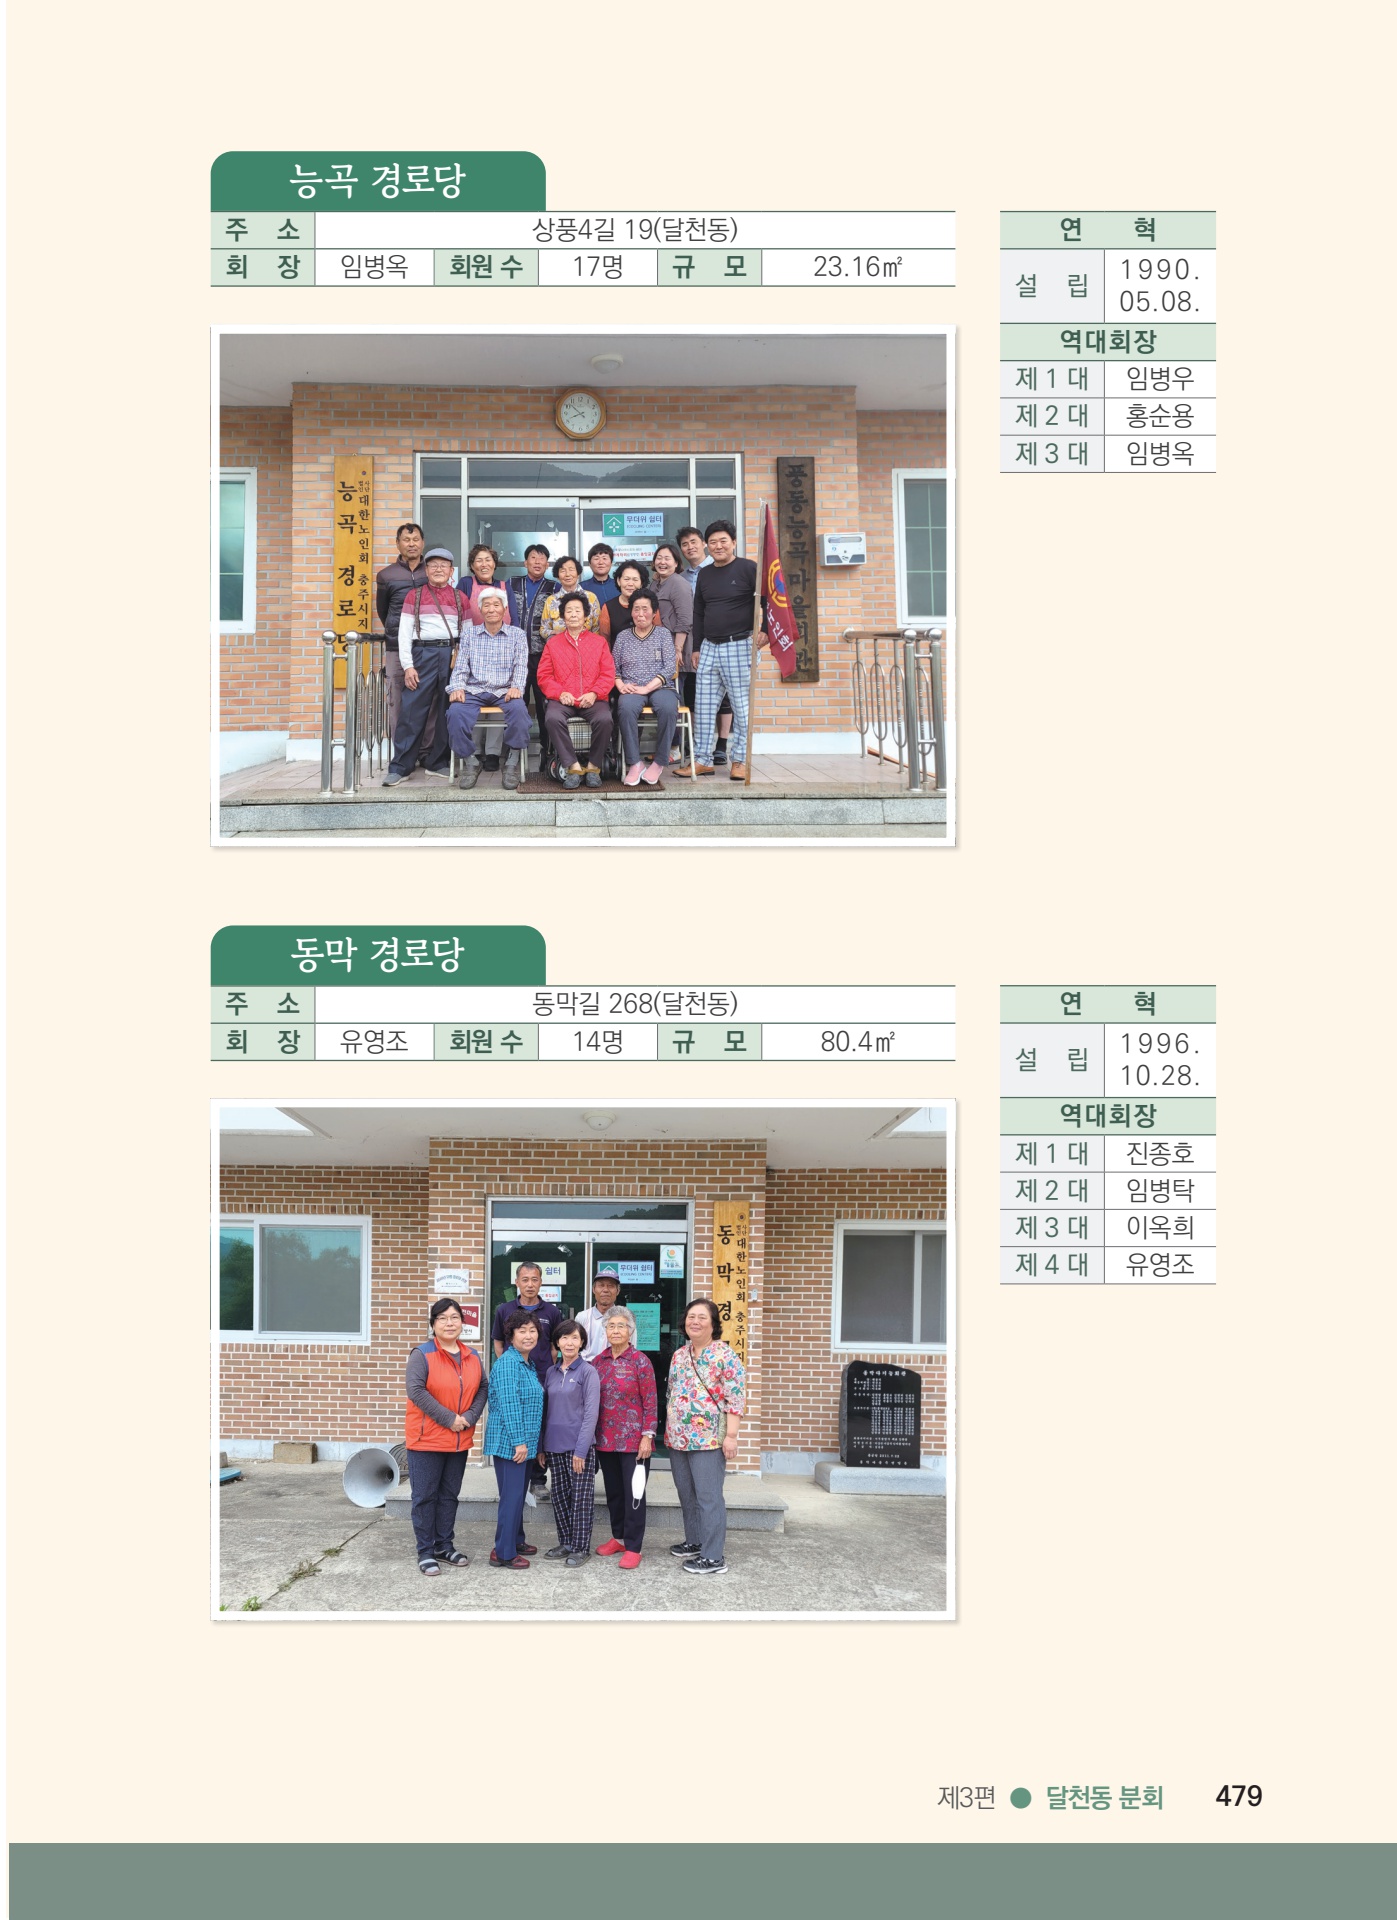 능곡 경로당
주 소 상풍4길 19(달천동)
회 장 임병옥 회원 수 17명 규 모 23.16㎡
연 혁
설 립 1990. 05.08.
역대회장
제 1 대 임병우
제 2 대 홍순용
제 3 대 임병옥
사단법인 대한노인회 충주시지
능곡경로당
무더위 쉼터
풍동능곡마을회관
노인회
동막 경로당
주 소 동막길 268(달천동)
회 장 유영조 회원 수 14명 규 모 80.4㎡
연 혁
설 립 1996. 10.28.
역대회장
제 1 대 진종호
제 2 대 임병탁
제 3 대 이옥희
제 4 대 유영조
사단법인 대한노인회 충주시지
동막경
쉼터
무더위 쉼터
제3편 ● 달천동 분회 479